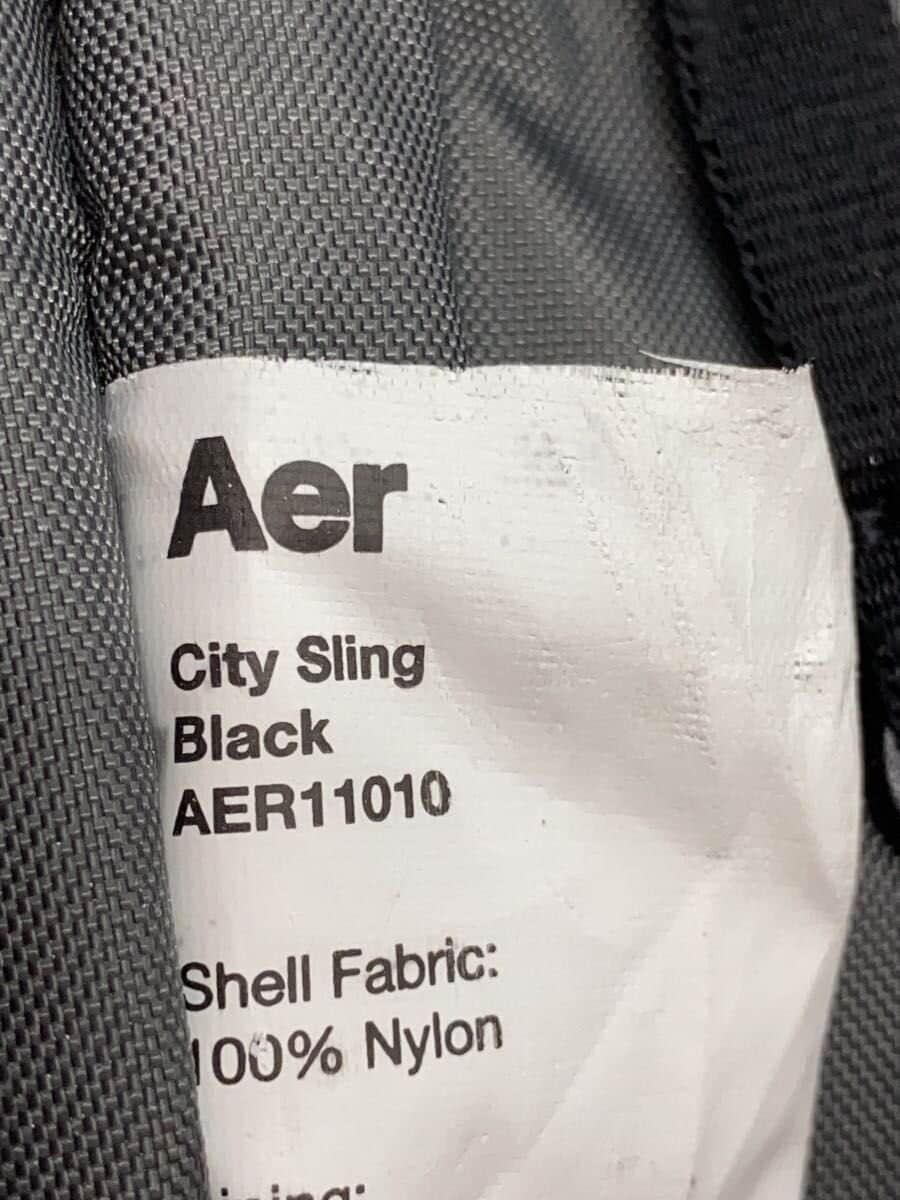 Aer
City Sling
Black
AER11010
Shell Fabric:
100% Nylon